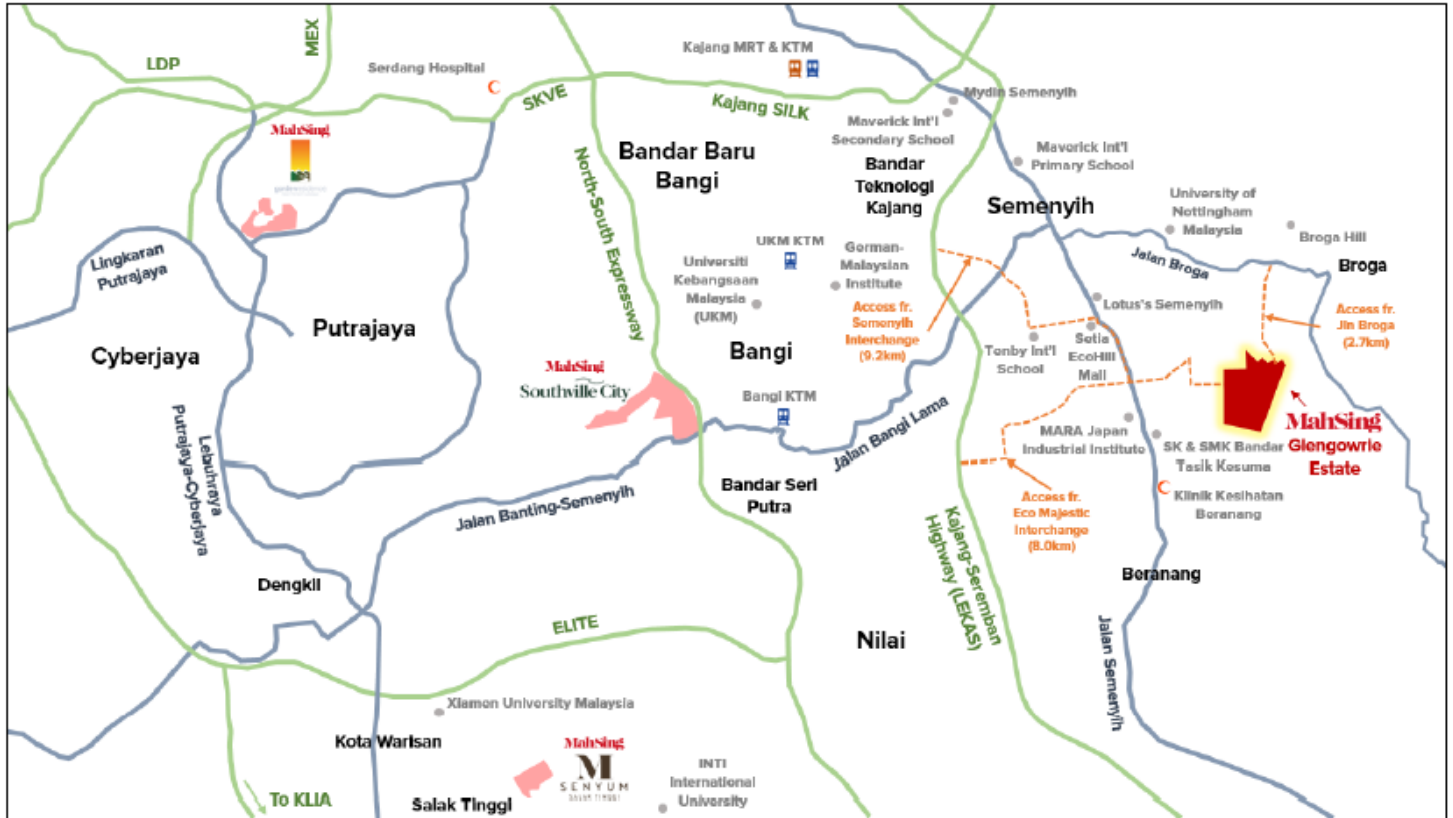 MEX
LDP
Serdang Hospital
Kajang MRT & KTM
SKVE
Kajang SILK
Mydin Semenyih
Maverick Int'l
Secondary School
Maverick Int'l
Primary School
MahSing
Bandar Baru
Bangi
Bandar
Teknologi
Kajang
North-South Expressway
Semenyih
University of
Nottingham
Malaysia
Broga Hill
Broga
Jalan Broga
Lingkaran
Putrajaya
UKM KTM
German-
Malaysian
Institute
Universiti
Kebangsaan
Malaysia
(UKM)
Access fr.
Semenyih
Interchange
(9.2km)
Lotus's Semenyih
Access fr.
Jln Broga
(2.7km)
Putrajaya
Cyberjaya
Bangi
Tenby Int'l
School
Setia
EcoHill
Mall
MahSing
Southville City
Bangi KTM
Jalan Bangi Lama
MahSing
Glengowrie
Estate
MARA Japan
Industrial Institute
SK & SMK Bandar
Tasik Kesuma
Lebuhraya
Putrajaya-Cyberjaya
Bandar Seri
Putra
Jalan Banting-Semenyih
Access fr.
Eco Majestic
Interchange
(8.0km)
Klinik Kesihatan
Beranang
Kajang-Seremban
Highway (LEKAS)
Dengkil
Beranang
ELITE
Nilai
Jalan Semenyih
Xiamen University Malaysia
Kota Warisan
MahSing
M
SENYUM
SALAK TINGGI
INTI
International
University
To KLIA
Salak Tinggi